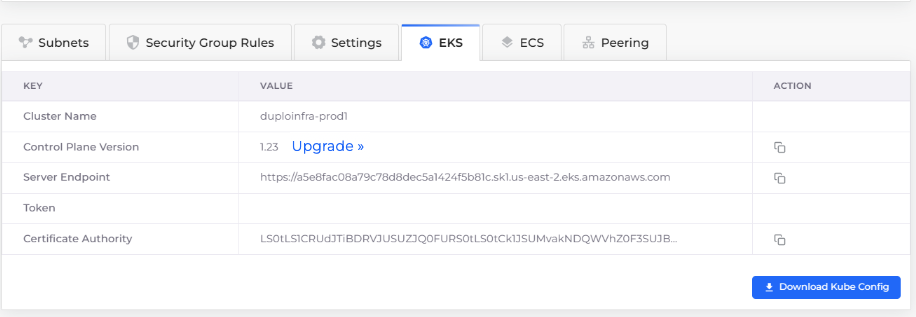 Subnets Security Group Rules Settings EKS ECS Peering
KEY VALUE ACTION
Cluster Name duploinfra-prod1
Control Plane Version 1.23 Upgrade »
Server Endpoint https://a5e8fac08a79c78d8dec5a1424f5b81c.sk1.us-east-2.eks.amazonaws.com
Token
Certificate Authority LS0tLS1CRUdJTiBDRVJUSUZJQ0FURS0tLS0tCk1JSUMvakNDQWVhZ0F3SUJB...
Download Kube Config